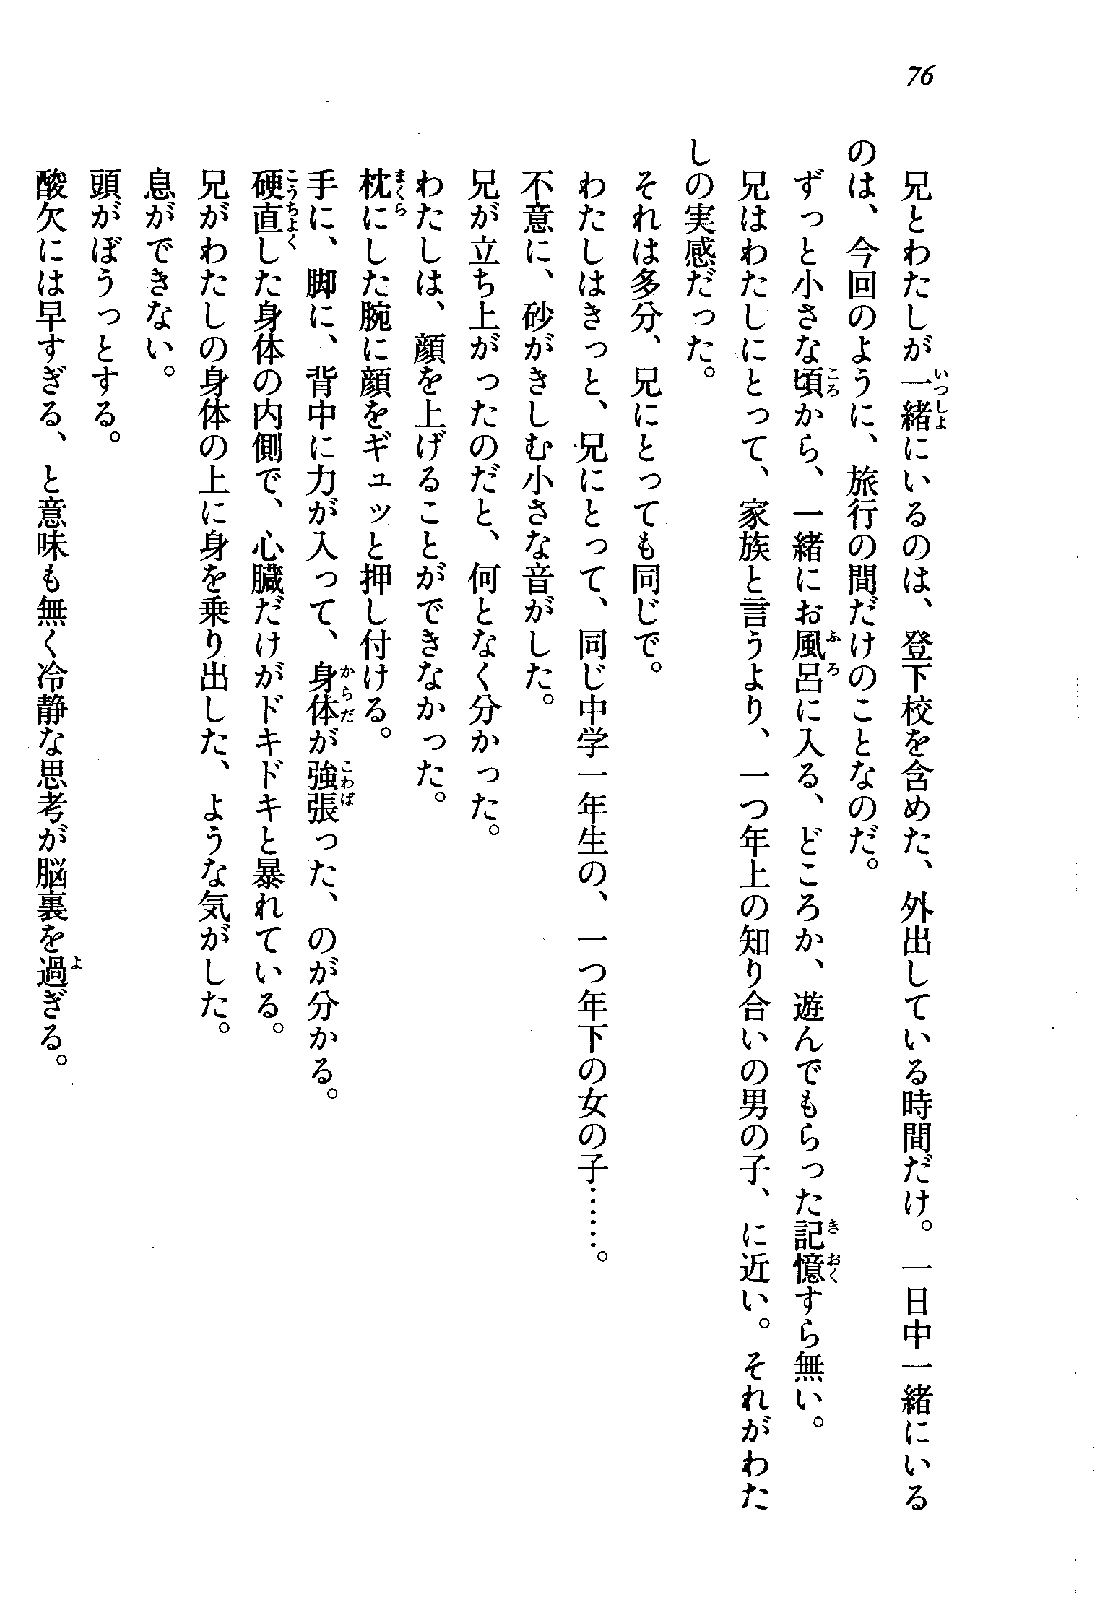 76
兄とわたしが一緒にいるのは、登下校を含めた、外出している時間だけ。一日中一緒にいる
のは、今回のように、旅行の間だけのことなのだ。
ずっと小さな頃から、一緒にお風呂に入る、どころか、遊んでもらった記憶すら無い。
兄はわたしにとって、家族と言うより、一つ年上の知り合いの男の子、に近い。それがわた
しの実感だった。
それは多分、兄にとっても同じで。
わたしはきっと、兄にとって、同じ中学一年生の、一つ年下の女の子……。
不意に、砂がきしむ小さな音がした。
兄が立ち上がったのだと、何となく分かった。
わたしは、顔を上げることができなかった。
枕にした腕に顔をギュッと押し付ける。
手に、脚に、背中に力が入って、身体が強張った、のが分かる。
硬直した身体の内側で、心臓だけがドキドキと暴れている。
兄がわたしの身体の上に身を乗り出した、ような気がした。
息ができない。
頭がぼうっとする。
酸欠には早すぎる、と意味も無く冷静な思考が脳裏を過ぎる。